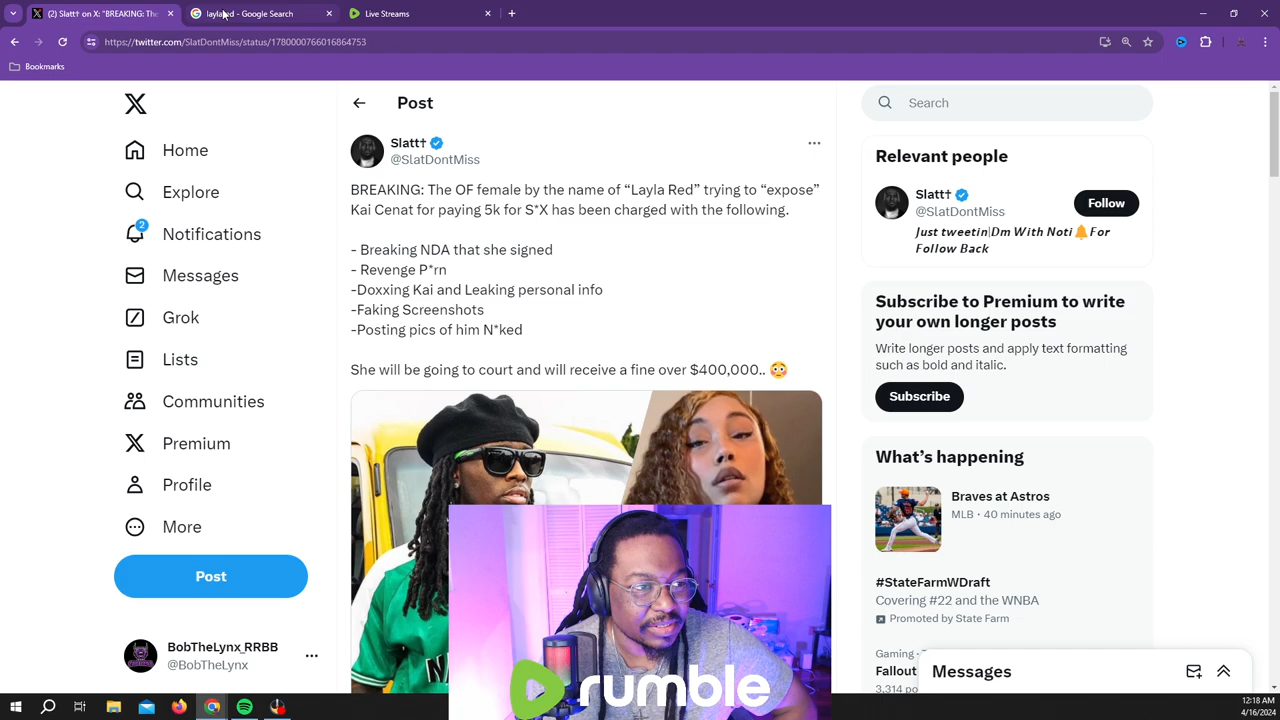 (2) Slatt† on X: "BREAKING: The
Google Search
Live Streams
https://twitter.com/SlatDontMiss/status/1780000766016864753
Bookmarks
Home
Explore
2
Notifications
Messages
Grok
Lists
Communities
Premium
Profile
More
Post
BobTheLynx_RRBB
@BobTheLynx
Post
Slatt†
@SlatDontMiss
BREAKING: The OF female by the name of “Layla Red” trying to “expose”
Kai Cenat for paying 5k for S*X has been charged with the following.
- Breaking NDA that she signed
- Revenge P*rn
-Doxxing Kai and Leaking personal info
-Faking Screenshots
-Posting pics of him N*ked
She will be going to court and will receive a fine over $400,000.. 😳
rumble
Search
Relevant people
Slatt†
@SlatDontMiss
Follow
Just tweetin|Dm With Noti🔔For
Follow Back
Subscribe to Premium to write
your own longer posts
Write longer posts and apply text formatting
such as bold and italic.
Subscribe
What’s happening
Braves at Astros
MLB · 40 minutes ago
#StateFarmWDraft
Covering #22 and the WNBA
Promoted by State Farm
Gaming ·
Fallout
3,314 po
Messages
12:18 AM
4/16/2024